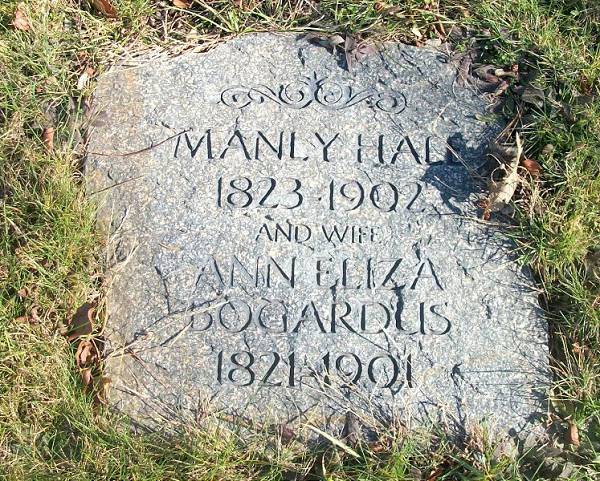 MANLY HALL
1823-1902
AND WIFE
ANN ELIZA
BOGARDUS
1821-1901